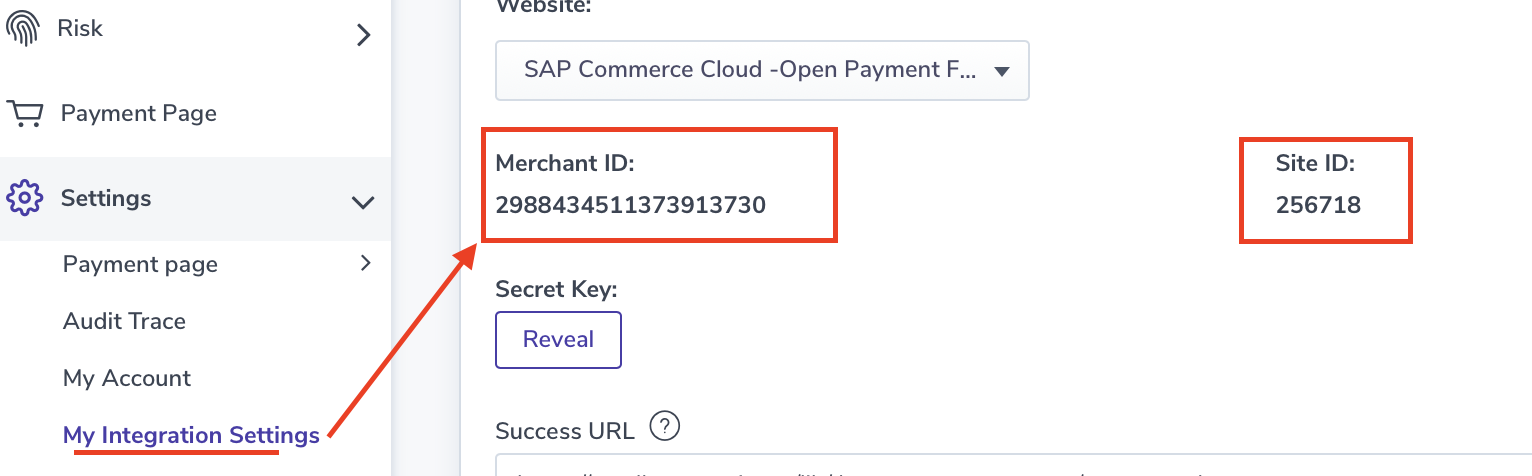 Risk
Payment Page
Settings
Payment page
Audit Trace
My Account
My Integration Settings
Website:
SAP Commerce Cloud -Open Payment F...
Merchant ID:
2988434511373913730
Site ID:
256718
Secret Key:
Reveal
Success URL ?